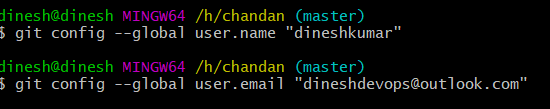 dinesh@dinesh MINGW64 /h/chandan (master)
$ git config --global user.name "dineshkumar"
dinesh@dinesh MINGW64 /h/chandan (master)
$ git config --global user.email "dineshdevops@outlook.com"